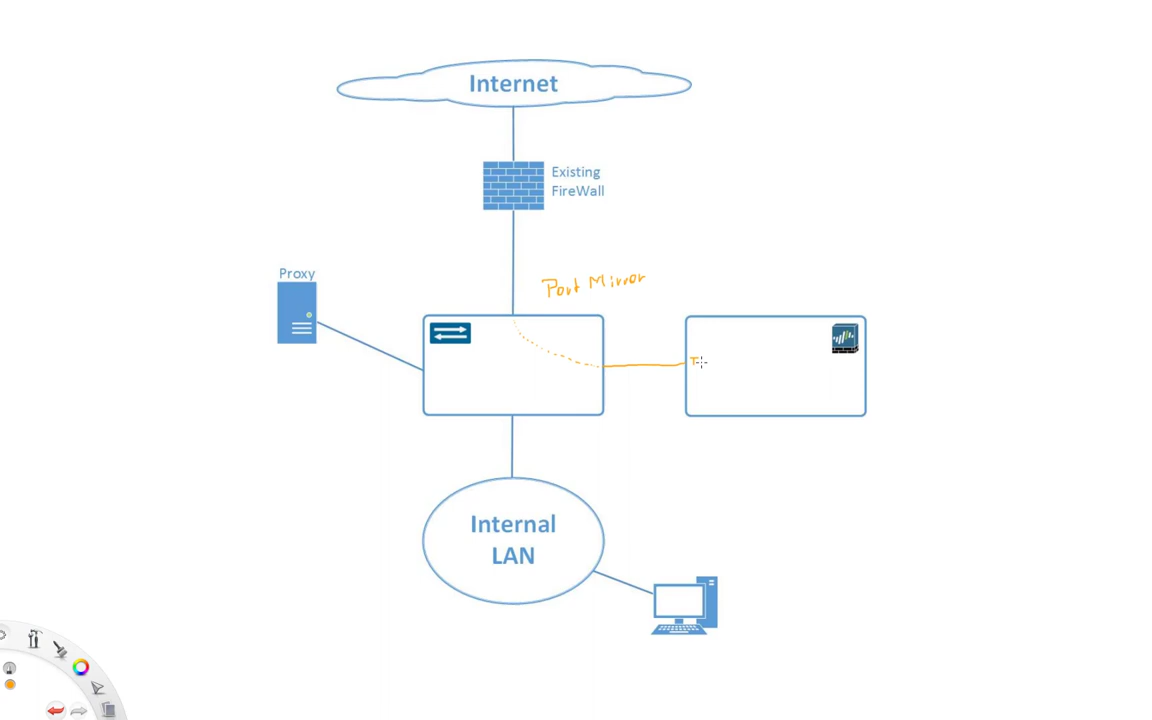 Internet
Existing
FireWall
Proxy
Port Mirror
T
Internal
LAN